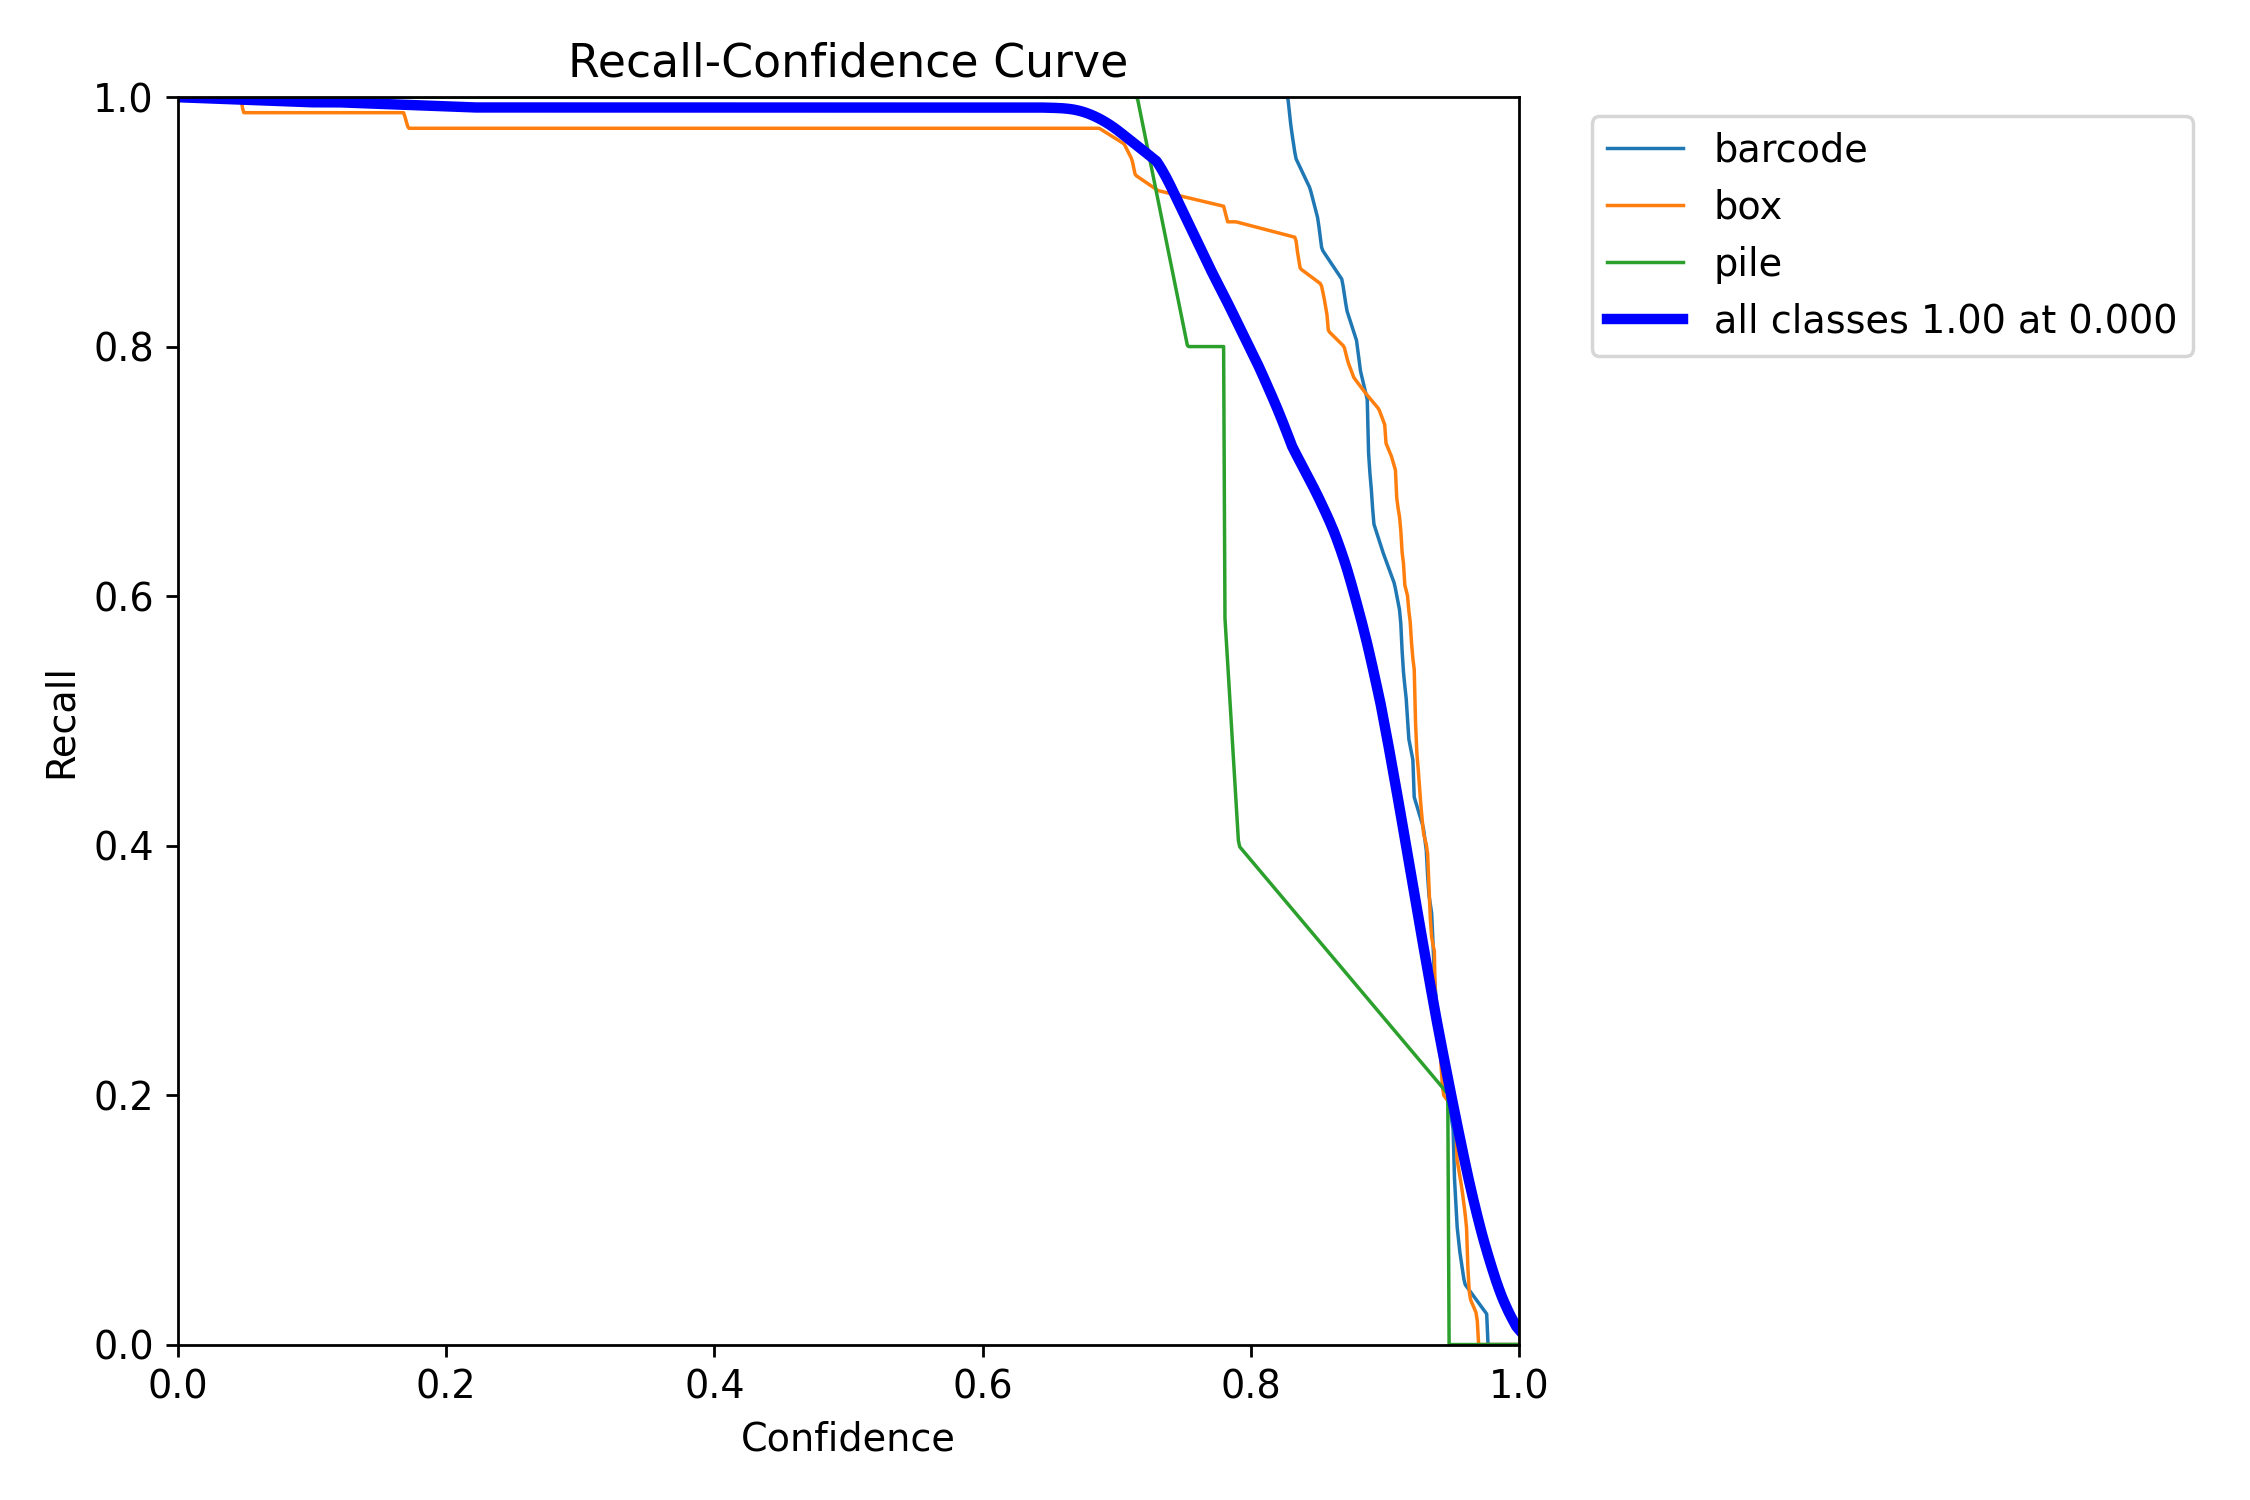 Recall-Confidence Curve
1.0
0.8
0.6
0.4
0.2
0.0
Recall
0.0 0.2 0.4 0.6 0.8 1.0
Confidence
barcode
box
pile
all classes 1.00 at 0.000